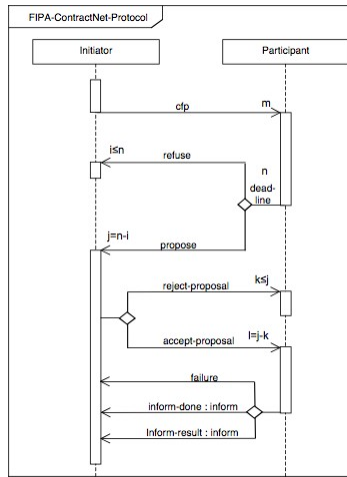 FIPA-ContractNet-Protocol
Initiator
Participant
cfp
m
i≤n
refuse
n
dead-
line
j=n-i
propose
reject-proposal
k≤j
accept-proposal
l=j-k
failure
inform-done : inform
Inform-result : inform